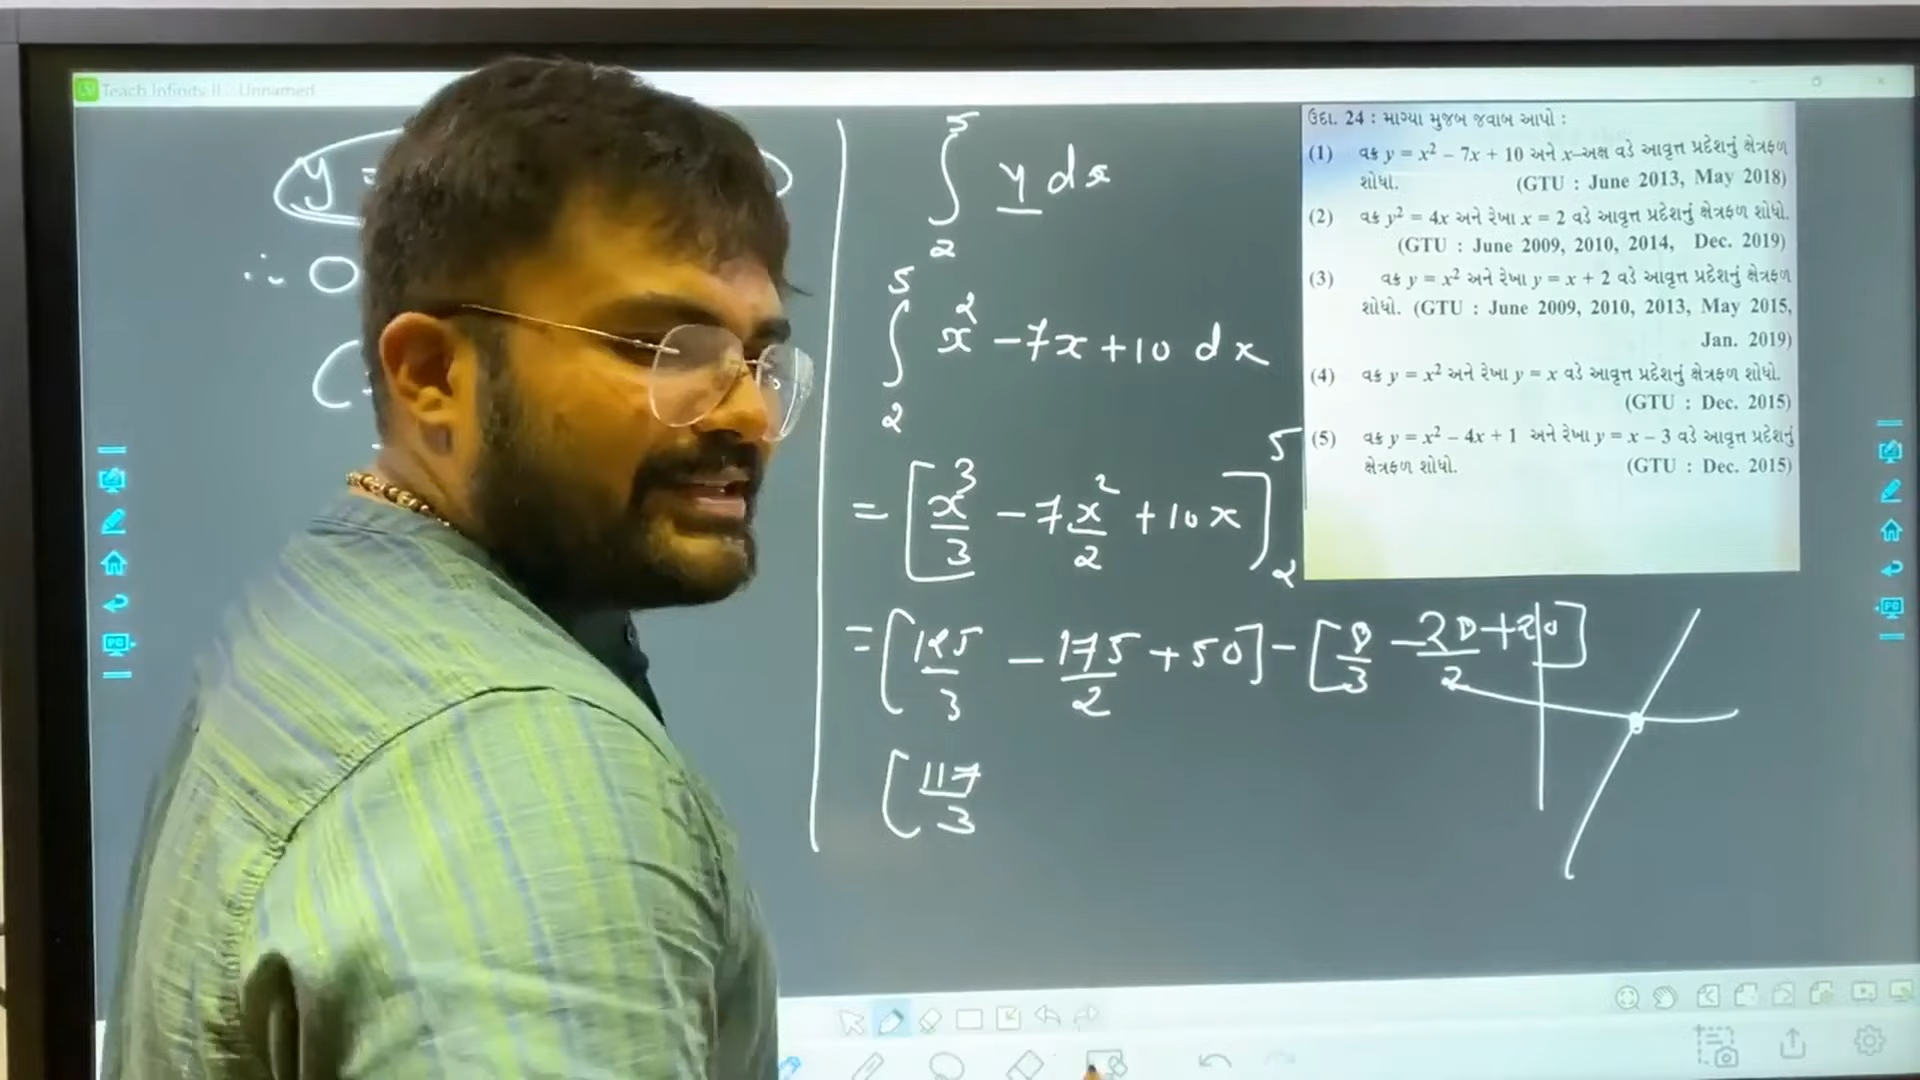 Teach Infinity II - Unnamed
y =
∴ 0
(
∫₂⁵ y dx
∫₂⁵ x² - 7x + 10 dx
= [x³/3 - 7x²/2 + 10x]₂⁵
= [125/3 - 175/2 + 50] - [8/3 - 28/2 + 20]
[117/3
ઉદા. 24 : માગ્યા મુજબ જવાબ આપો :
(1) વક્ર y = x² – 7x + 10 અને x–અક્ષ વડે આવૃત્ત પ્રદેશનું ક્ષેત્રફળ
શોધો. (GTU : June 2013, May 2018)
(2) વક્ર y² = 4x અને રેખા x = 2 વડે આવૃત્ત પ્રદેશનું ક્ષેત્રફળ શોધો.
(GTU : June 2009, 2010, 2014, Dec. 2019)
(3) વક્ર y = x² અને રેખા y = x + 2 વડે આવૃત્ત પ્રદેશનું ક્ષેત્રફળ
શોધો. (GTU : June 2009, 2010, 2013, May 2015,
Jan. 2019)
(4) વક્ર y = x² અને રેખા y = x વડે આવૃત્ત પ્રદેશનું ક્ષેત્રફળ શોધો.
(GTU : Dec. 2015)
(5) વક્ર y = x² – 4x + 1 અને રેખા y = x – 3 વડે આવૃત્ત પ્રદેશનું
ક્ષેત્રફળ શોધો. (GTU : Dec. 2015)